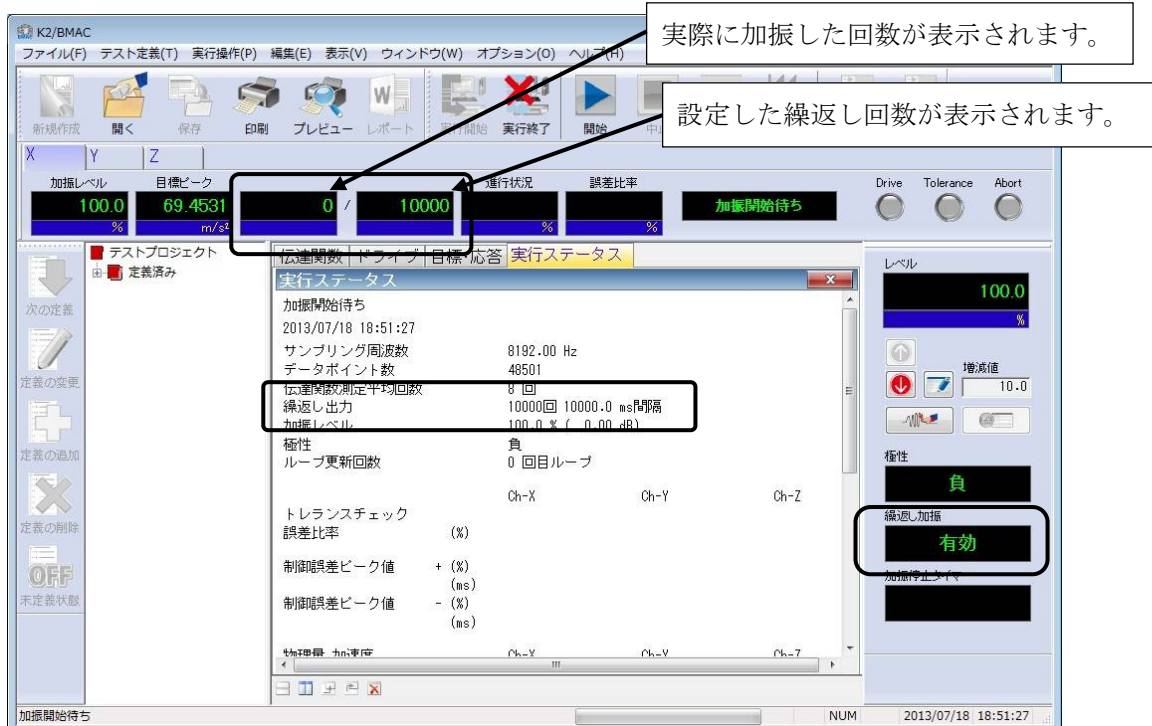 K2/BMAC
実際に加振した回数が表示されます。
ファイル(F) テスト定義(T) 実行操作(P) 編集(E) 表示(V) ウィンドウ(W) オプション(O) ヘルプ(H)
設定した繰返し回数が表示されます。
新規作成 開く 保存 印刷 プレビュー レポート 実行開始 実行終了 開始
X Y Z
加振レベル 目標ピーク 進行状況 誤差比率 Drive Tolerance Abort
100.0 69.4531 0 / 10000 加振開始待ち
% m/s² % %
テストプロジェクト
定義済み
伝達関数 ドライブ 目標・応答 実行ステータス
実行ステータス
加振開始待ち
2013/07/18 18:51:27
サンプリング周波数 8192.00 Hz
データポイント数 48501
伝達関数測定平均回数 8 回
繰返し出力 10000回 10000.0 ms間隔
加振レベル 100.0 % ( 0.00 dB)
極性 負
ループ更新回数 0 回目ループ
Ch-X Ch-Y Ch-Z
トレランスチェック
誤差比率 (%)
制御誤差ピーク値 + (%)
(ms)
制御誤差ピーク値 - (%)
(ms)
物理量 加速度 Ch-X Ch-Y Ch-Z
次の定義
定義の変更
定義の追加
定義の削除
OFF
未定義状態
レベル
100.0
%
増減値
10.0
極性
負
繰返し加振
有効
加振停止タイマ
加振開始待ち NUM 2013/07/18 18:51:27